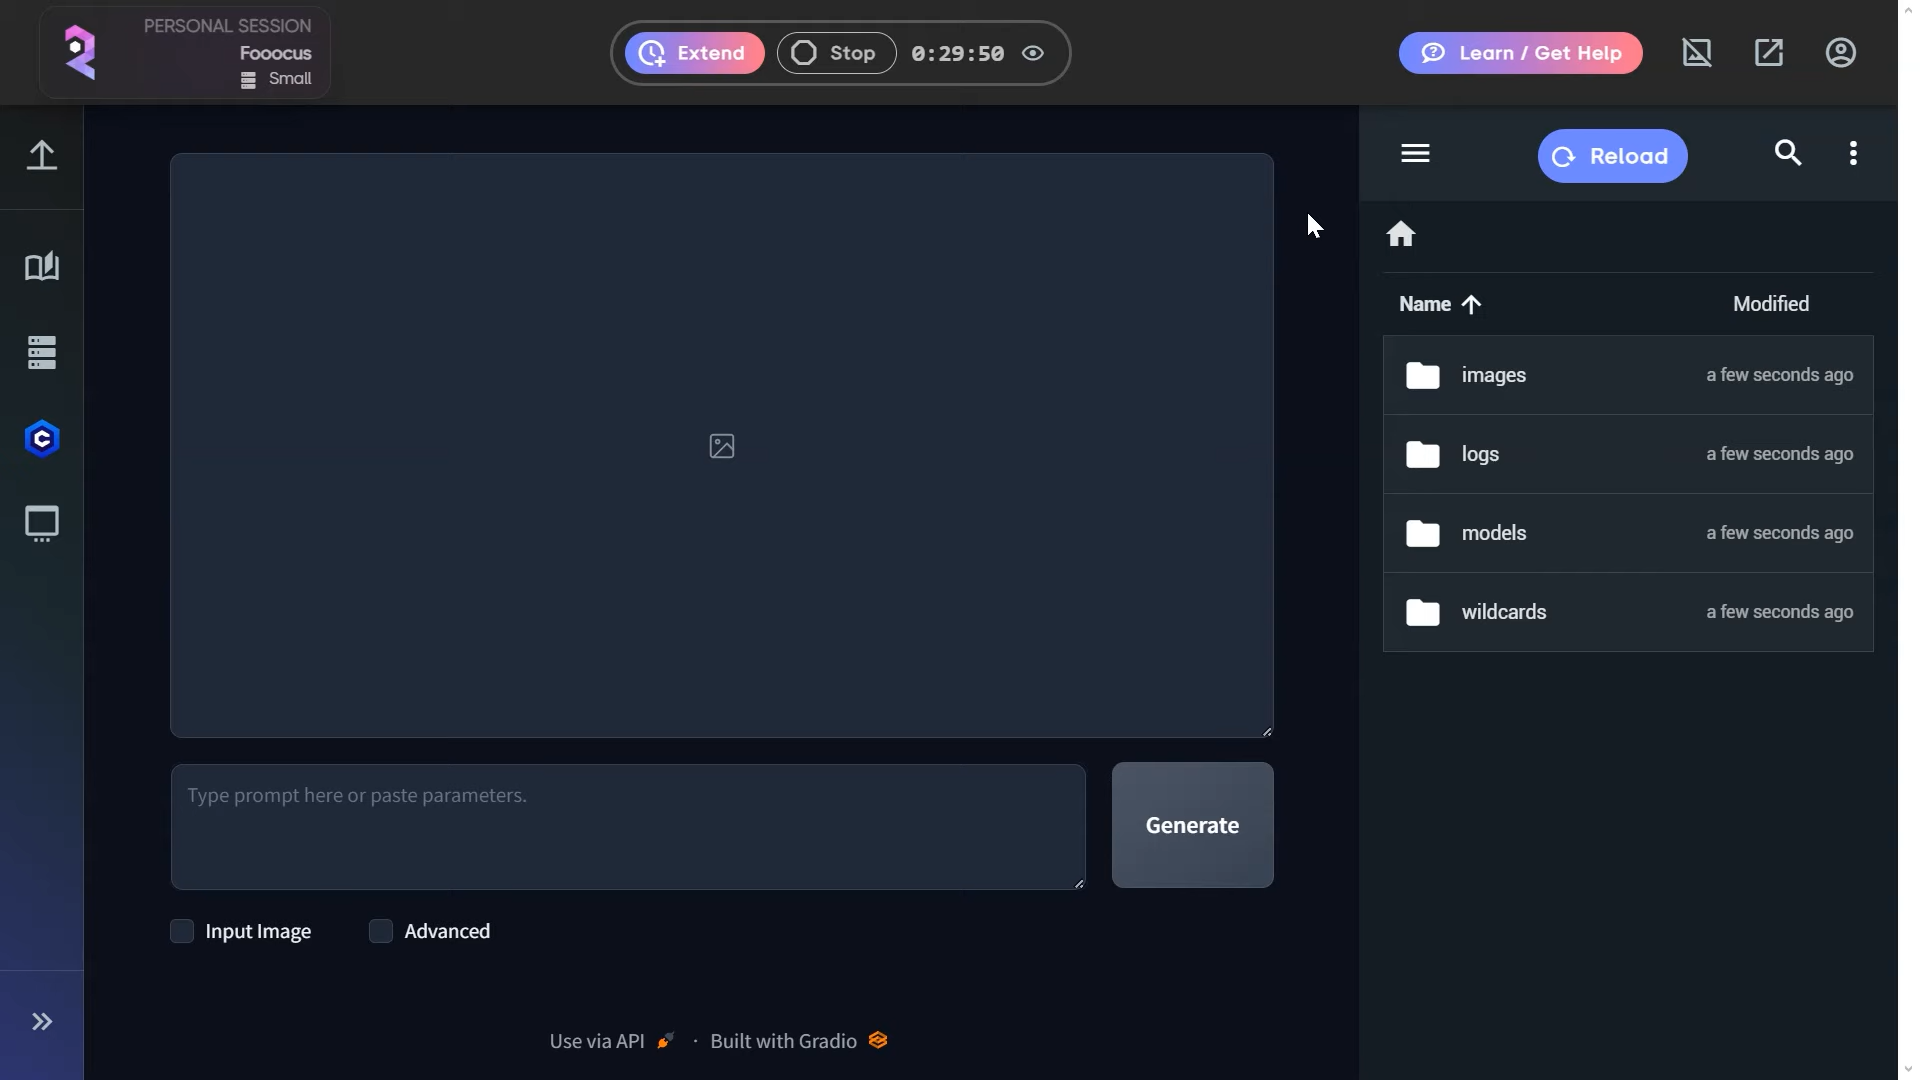 PERSONAL SESSION
Fooocus
Small
Extend
Stop
0:29:50
Learn / Get Help
Reload
Name
Modified
images
a few seconds ago
logs
a few seconds ago
models
a few seconds ago
wildcards
a few seconds ago
Type prompt here or paste parameters.
Generate
Input Image
Advanced
Use via API · Built with Gradio